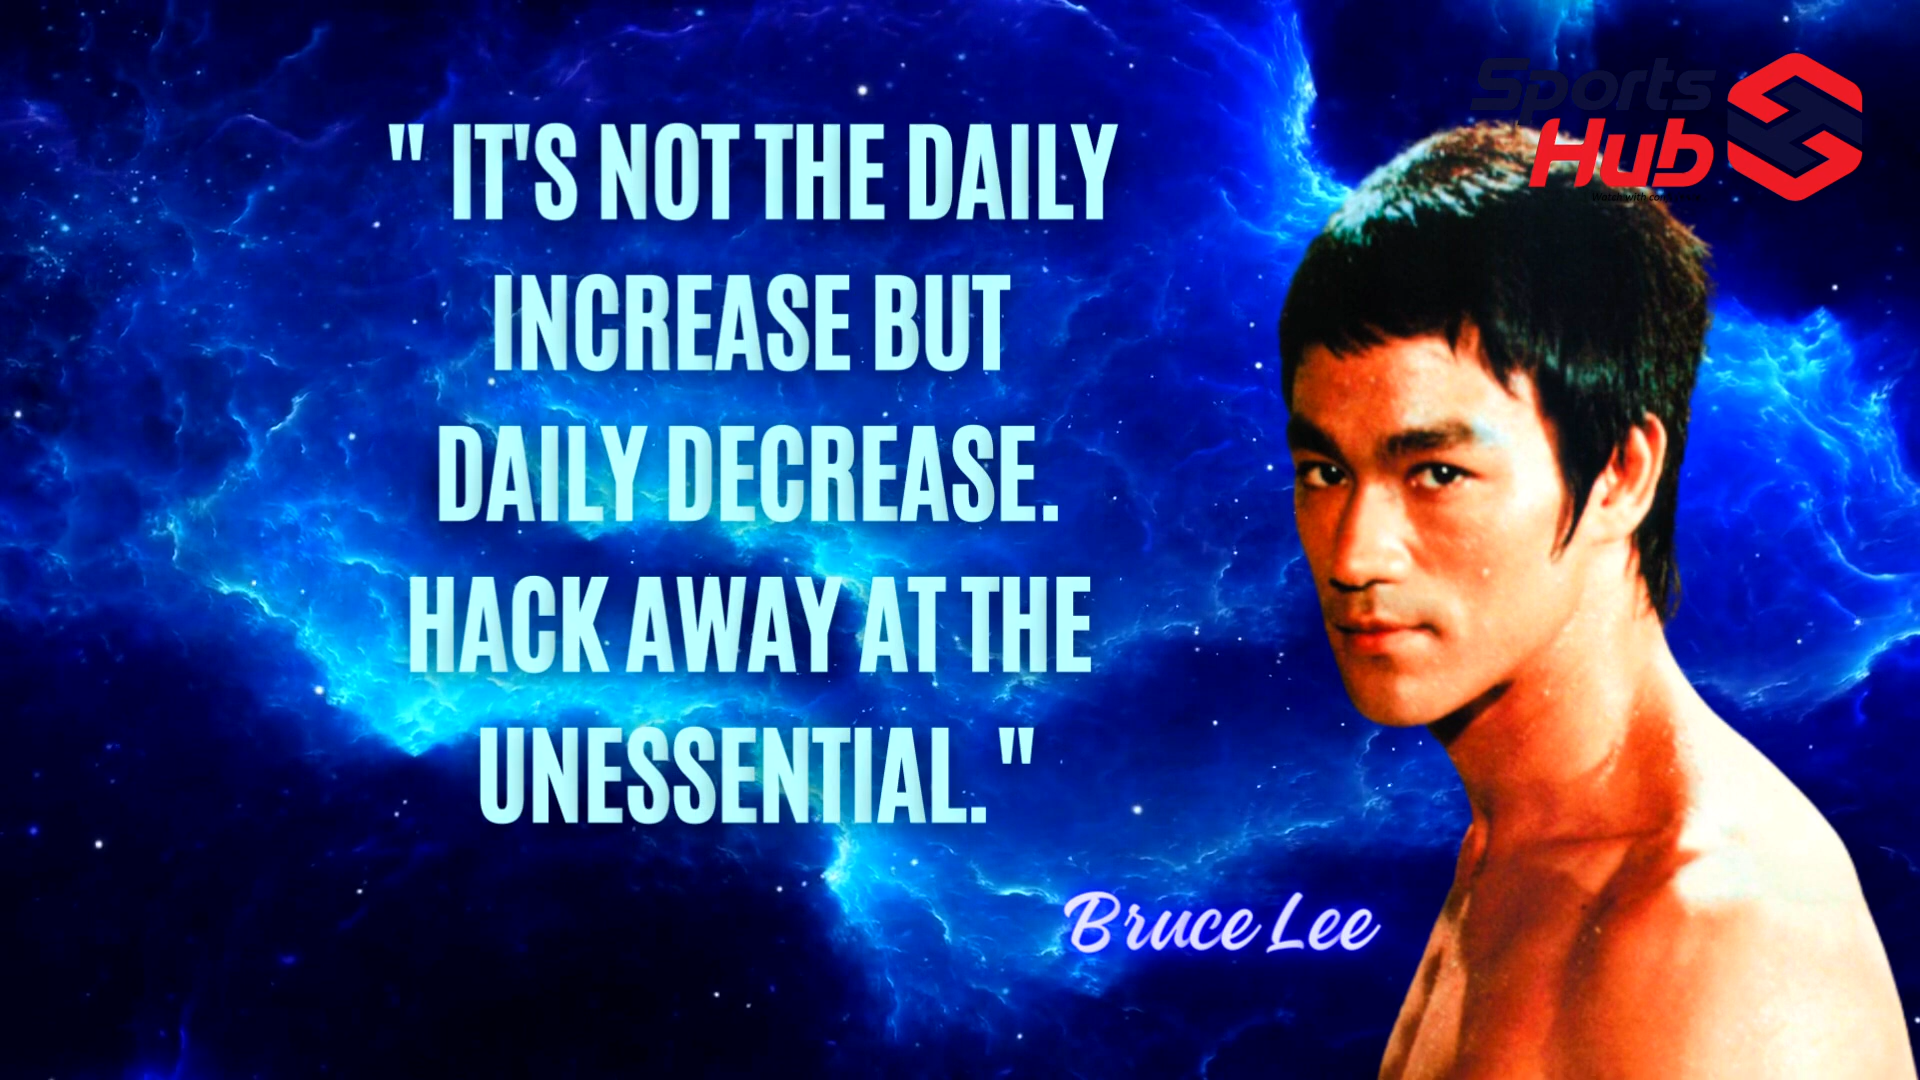 Sports
Hub
" IT'S NOT THE DAILY
INCREASE BUT
DAILY DECREASE.
HACK AWAY AT THE
UNESSENTIAL. "
Bruce Lee